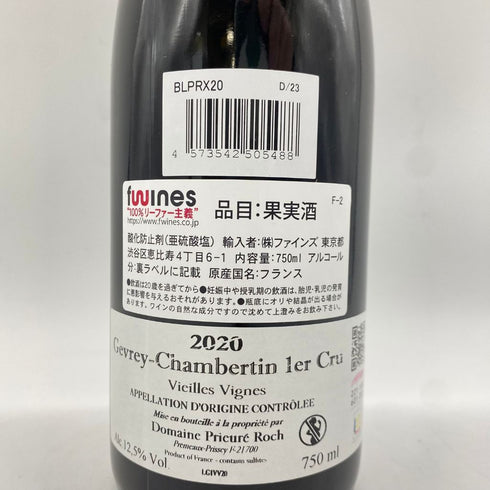 BLPRX20 D/23
4 573542 505488
fwines
"100%リーファー主義"
https://www.fwines.co.jp
品目:果実酒
F-2
酸化防止剤(亜硫酸塩) 輸入者:(株)ファインズ 東京都
渋谷区恵比寿4丁目6-1 内容量:750ml アルコール
分:裏ラベルに記載 原産国名:フランス
●飲酒は20歳を過ぎてから●妊娠中や授乳期の飲酒は、胎児・乳児の発育
に悪影響を与えるおそれがあります。●瓶底にオリや結晶が出る場合が
あります。ワインの自然な成分ですので沈めて上澄みをお飲み下さい。
2020
Gevrey-Chambertin 1er Cru
Vieilles Vignes
APPELLATION D'ORIGINE CONTRÔLÉE
Mise en bouteille à la propriété par
Domaine Prieuré Roch
Premeaux-Prissey F-21700
Alc 12,5% Vol.
Product of France - contains sulfites
750 ml
LG1VV20